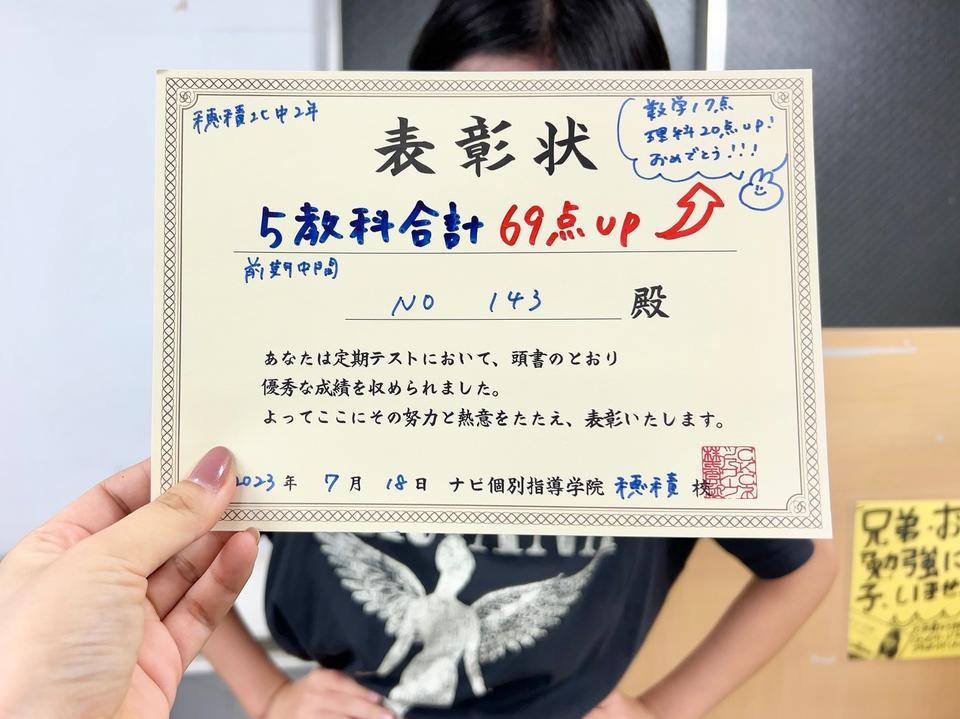 穂積北中2年
数学17点
理科20点UP!
おめでとう!!!
表彰状
5教科合計 69点UP
前期中間
NO 143 殿
あなたは定期テストにおいて、頭書のとおり
優秀な成績を収められました。
よってここにその努力と熱意をたたえ、表彰いたします。
2023年 7月 18日 ナビ個別指導学院 穂積 校
兄弟・お
勉強に
子、いませ